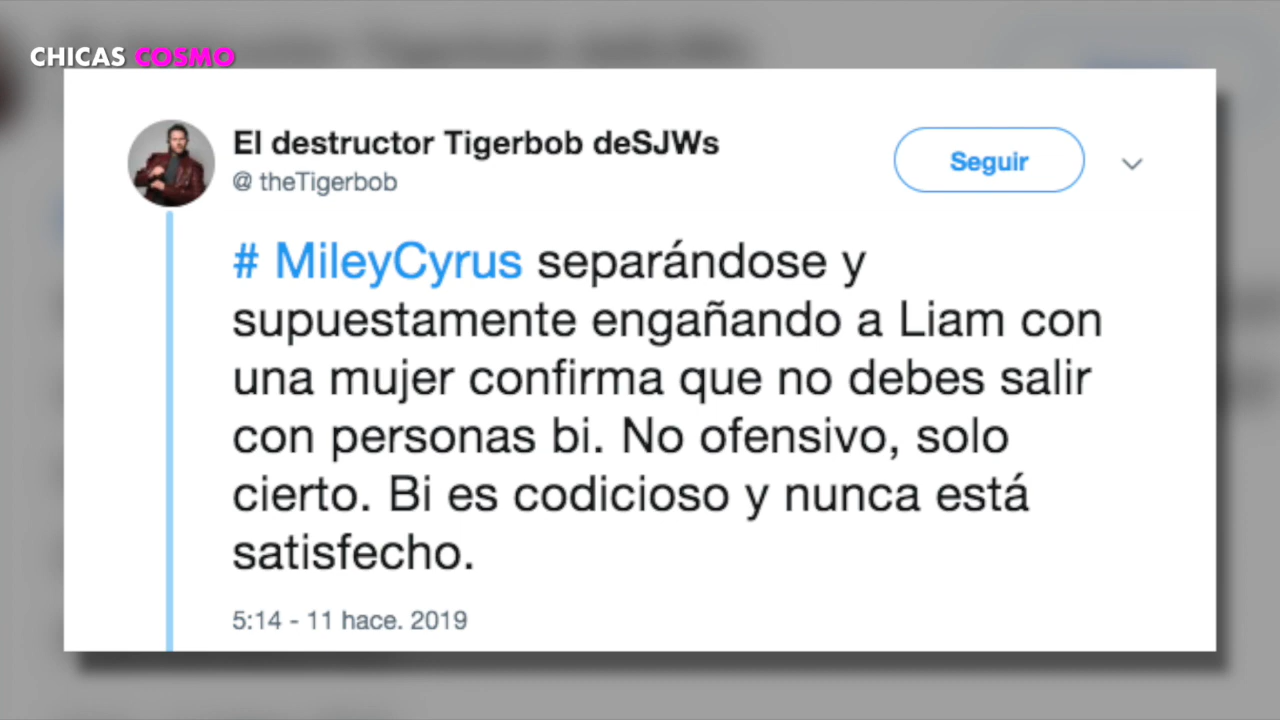 CHICAS COSMO
El destructor Tigerbob deSJWs
@ theTigerbob
Seguir
# MileyCyrus separándose y
supuestamente engañando a Liam con
una mujer confirma que no debes salir
con personas bi. No ofensivo, solo
cierto. Bi es codicioso y nunca está
satisfecho.
5:14 - 11 hace. 2019